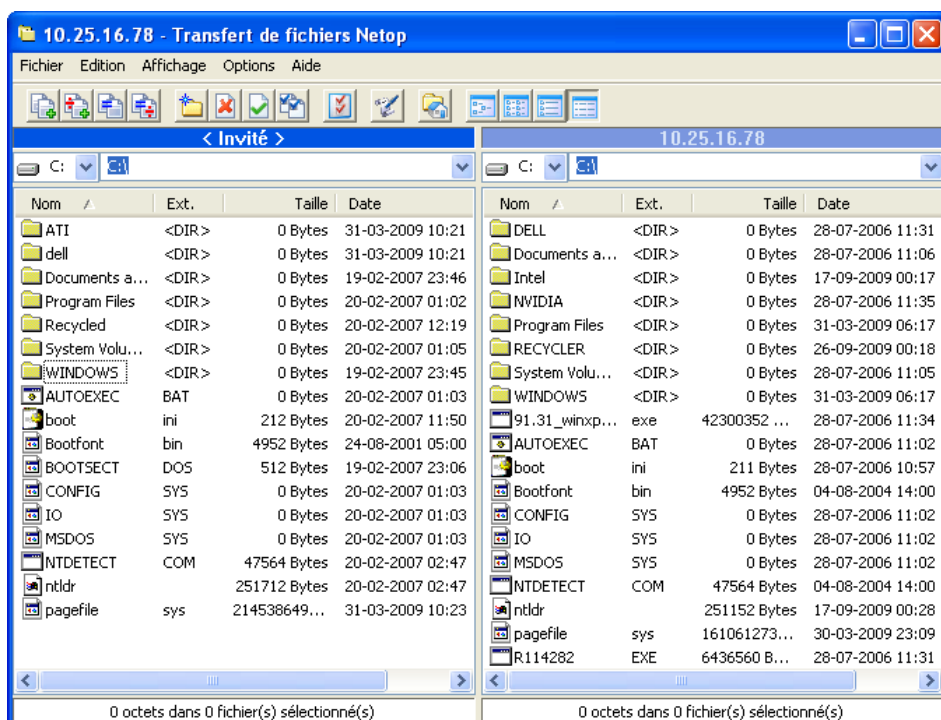 10.25.16.78 - Transfert de fichiers Netop
Fichier Edition Affichage Options Aide
< Invité >
C: C:\
Nom Ext. Taille Date
ATI <DIR> 0 Bytes 31-03-2009 10:21
dell <DIR> 0 Bytes 31-03-2009 10:21
Documents a... <DIR> 0 Bytes 19-02-2007 23:46
Program Files <DIR> 0 Bytes 20-02-2007 01:02
Recycled <DIR> 0 Bytes 20-02-2007 12:19
System Volu... <DIR> 0 Bytes 20-02-2007 01:05
WINDOWS <DIR> 0 Bytes 19-02-2007 23:45
AUTOEXEC BAT 0 Bytes 20-02-2007 01:03
boot ini 212 Bytes 20-02-2007 11:50
Bootfont bin 4952 Bytes 24-08-2001 05:00
BOOTSECT DOS 512 Bytes 19-02-2007 23:06
CONFIG SYS 0 Bytes 20-02-2007 01:03
IO SYS 0 Bytes 20-02-2007 01:03
MSDOS SYS 0 Bytes 20-02-2007 01:03
NTDETECT COM 47564 Bytes 20-02-2007 02:47
ntldr 251712 Bytes 20-02-2007 02:47
pagefile sys 214538649... 31-03-2009 10:23
0 octets dans 0 fichier(s) sélectionné(s)
10.25.16.78
C: C:\
Nom Ext. Taille Date
DELL <DIR> 0 Bytes 28-07-2006 11:31
Documents a... <DIR> 0 Bytes 28-07-2006 11:06
Intel <DIR> 0 Bytes 17-09-2009 00:17
NVIDIA <DIR> 0 Bytes 28-07-2006 11:35
Program Files <DIR> 0 Bytes 31-03-2009 06:17
RECYCLER <DIR> 0 Bytes 26-09-2009 00:18
System Volu... <DIR> 0 Bytes 28-07-2006 11:05
WINDOWS <DIR> 0 Bytes 31-03-2009 06:17
91.31_winxp... exe 42300352 ... 28-07-2006 11:34
AUTOEXEC BAT 0 Bytes 28-07-2006 11:02
boot ini 211 Bytes 28-07-2006 10:57
Bootfont bin 4952 Bytes 04-08-2004 14:00
CONFIG SYS 0 Bytes 28-07-2006 11:02
IO SYS 0 Bytes 28-07-2006 11:02
MSDOS SYS 0 Bytes 28-07-2006 11:02
NTDETECT COM 47564 Bytes 04-08-2004 14:00
ntldr 251152 Bytes 17-09-2009 00:28
pagefile sys 161061273... 30-03-2009 23:09
R114282 EXE 6436560 B... 28-07-2006 11:31
0 octets dans 0 fichier(s) sélectionné(s)